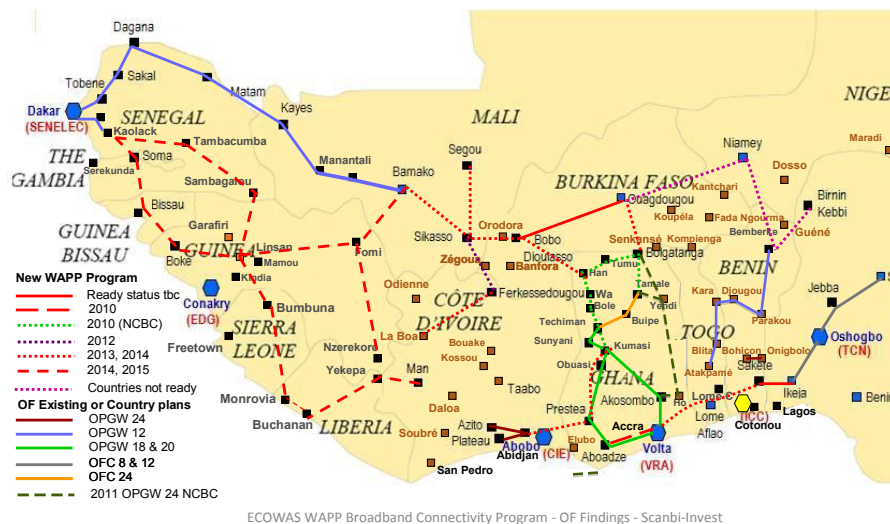 Dagana
Tobene
Sakal
Matam
Dakar
(SENELEC)
SENEGAL
Kayes
MALI
NIGE
Kaolack
Tambacumba
THE
GAMBIA
Serekunda
Soma
Manantali
Bamako
Segou
Niamey
Maradi
Dosso
Sambagalou
BURKINA FASO
Ouagdougou
Kantchari
Birnin
Kebbi
Bissau
Koupéla
Fada Ngourma
Guéné
GUINEA
BISSAU
Garafiri
GUINEA
Linsan
Sikasso
Orodora
Bobo
Dioulasso
Senkansé
Kompienga
Bemberke
Boke
Mamou
Kindia
Fomi
Zégoua
Banfora
Bolgatanga
BENIN
New WAPP Program
Ready status tbc
2010
2010 (NCBC)
2012
2013, 2014
2014, 2015
Countries not ready
OF Existing or Country plans
OPGW 24
OPGW 12
OPGW 18 & 20
OFC 8 & 12
OFC 24
2011 OPGW 24 NCBC
Conakry
(EDG)
Odienne
Ferkessedougou
Han
Tumu
Tamale
Kara
Djougou
Jebba
Bumbuna
CÔTE
D'IVOIRE
Wa
Bole
Yendi
Parakou
Freetown
SIERRA
LEONE
La Boa
Techiman
Buipe
TOGO
Oshogbo
(TCN)
Nzerekore
Bouake
Kossou
Sunyani
Kumasi
Blita
Bohicon
Onigbolo
Yekepa
Man
Taabo
Obuasi
GHANA
Atakpamé
Sakete
Monrovia
Daloa
Akosombo
Ho
Lome C
Ikeja
Buchanan
LIBERIA
Soubré
Azito
Plateau
Prestea
Accra
Lome
Aflao
(ICC)
Cotonou
Lagos
Benin
Abobo
(CIE)
Abidjan
Elubo
Aboadze
Volta
(VRA)
San Pedro
ECOWAS WAPP Broadband Connectivity Program - OF Findings - Scanbi-Invest